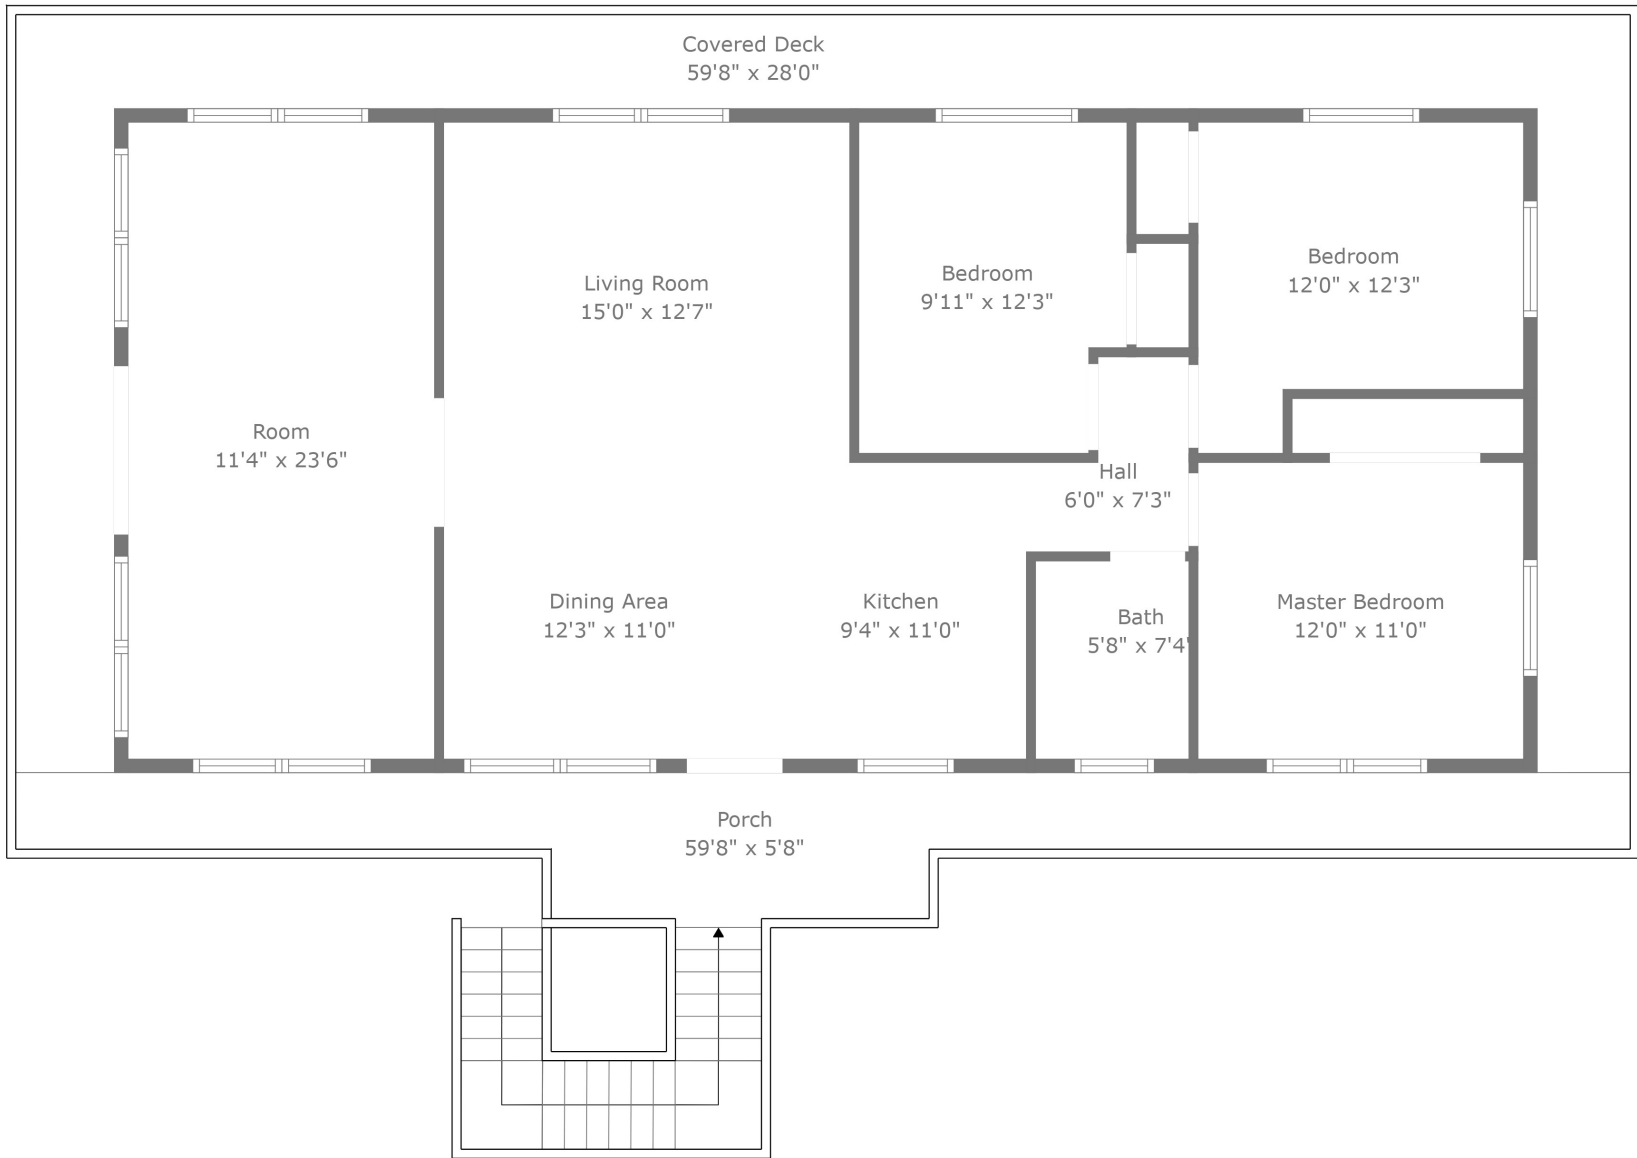 Covered Deck
59'8" x 28'0"
Living Room
15'0" x 12'7"
Bedroom
9'11" x 12'3"
Bedroom
12'0" x 12'3"
Room
11'4" x 23'6"
Hall
6'0" x 7'3"
Dining Area
12'3" x 11'0"
Kitchen
9'4" x 11'0"
Bath
5'8" x 7'4"
Master Bedroom
12'0" x 11'0"
Porch
59'8" x 5'8"